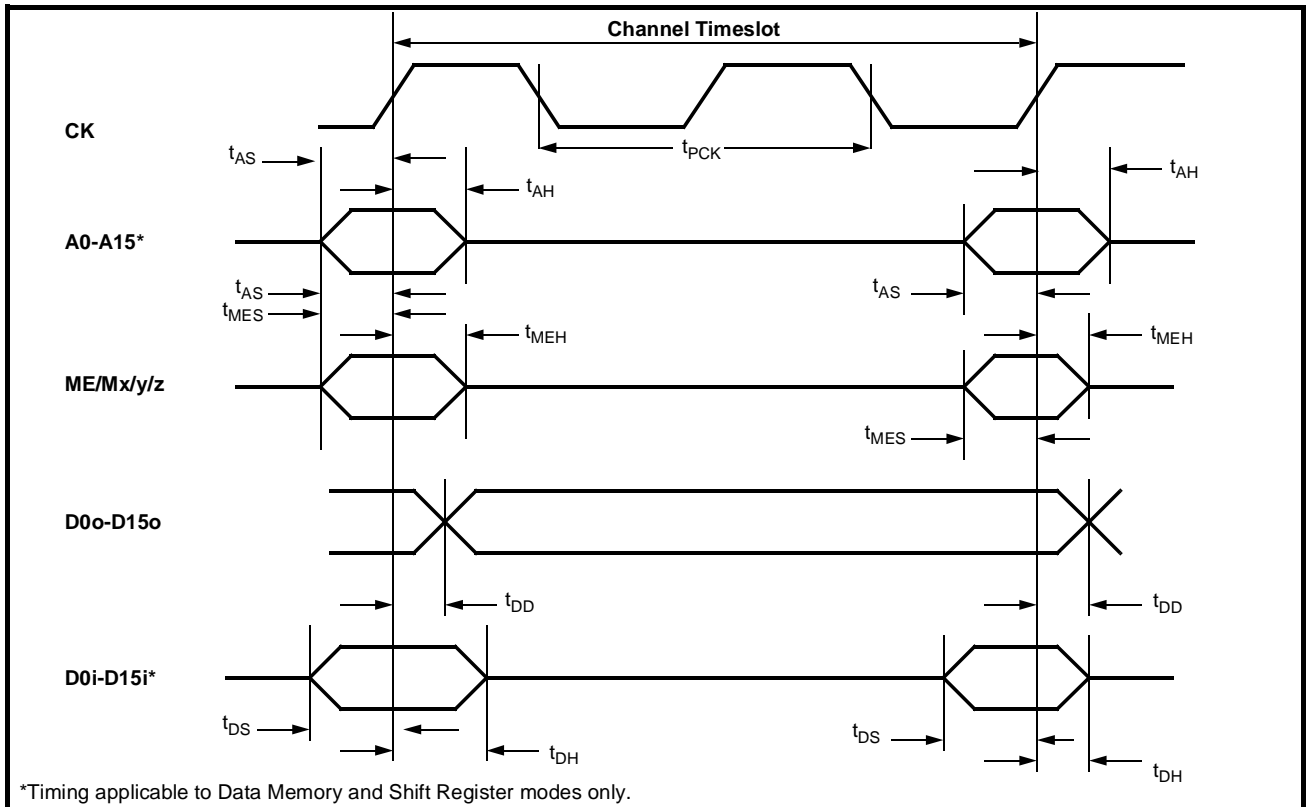 Channel Timeslot
CK
tPCK
tAS
tAH
tAH
A0-A15*
tAS
tAS
tMES
tMEH
tMEH
ME/Mx/y/z
tMES
D0o-D15o
tDD
tDD
D0i-D15i*
tDS
tDS
tDH
tDH
*Timing applicable to Data Memory and Shift Register modes only.